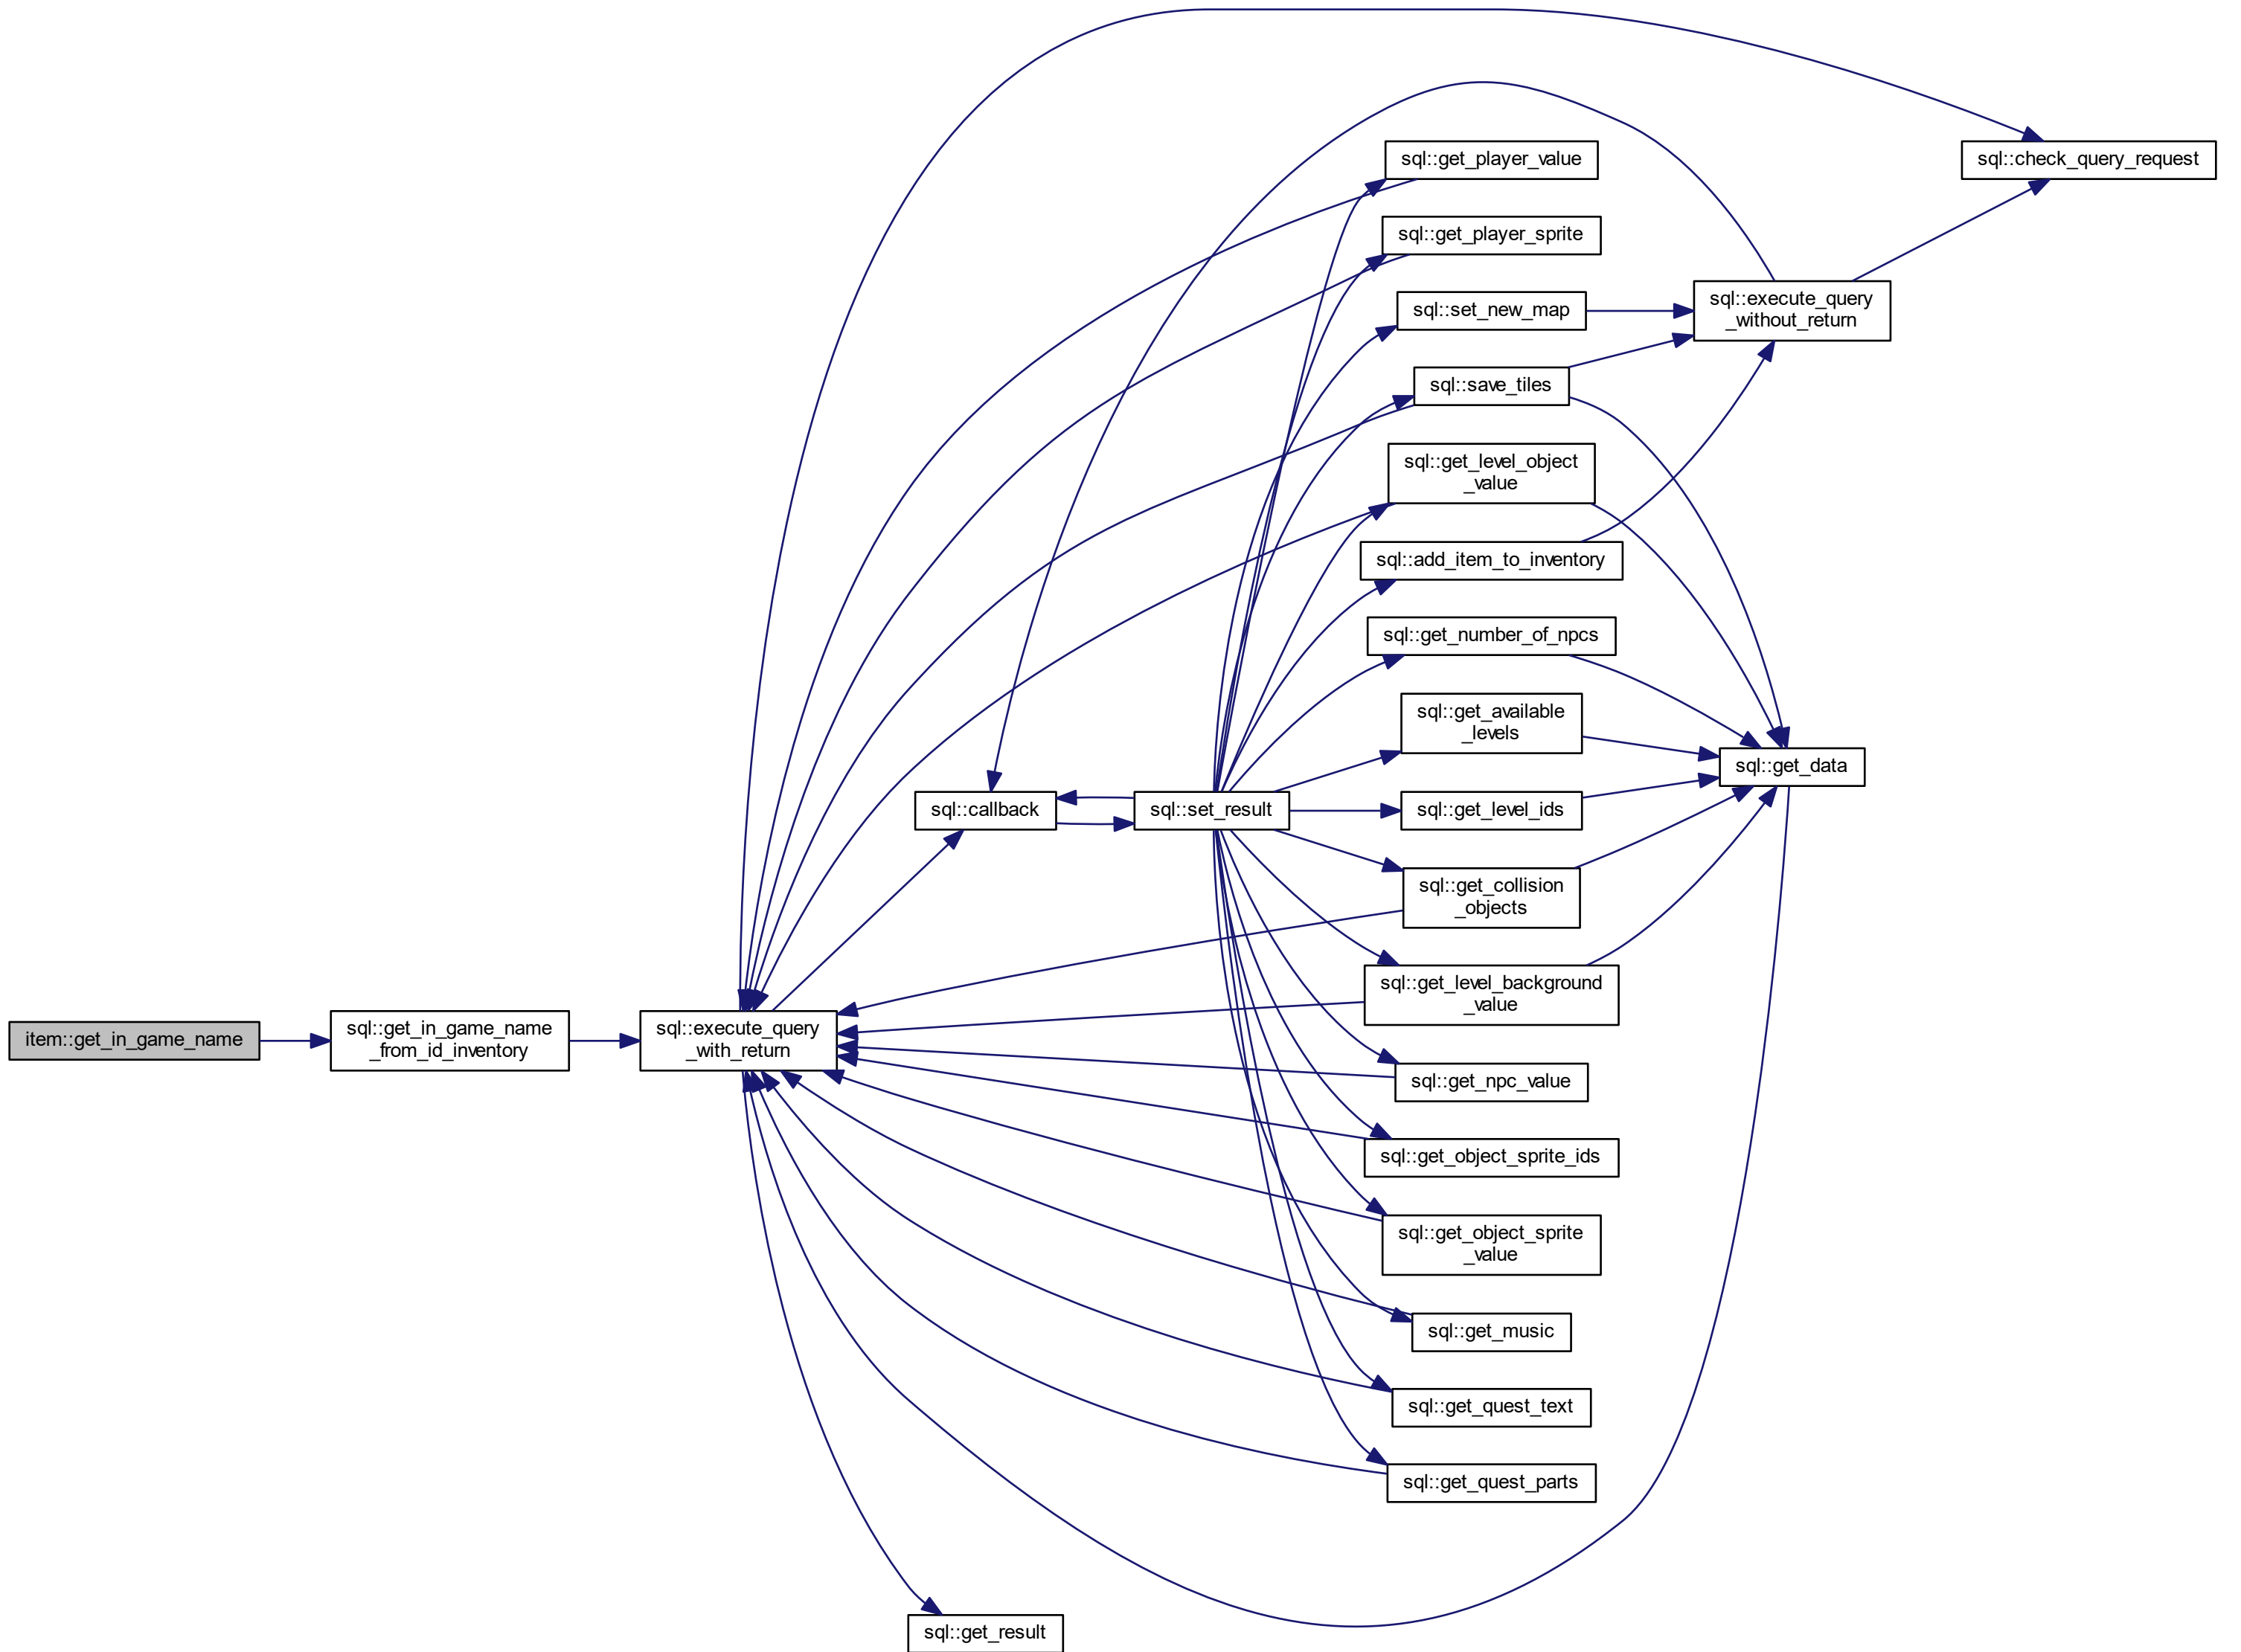 sql::get_player_value
sql::check_query_request
sql::get_player_sprite
sql::set_new_map
sql::execute_query
_without_return
sql::save_tiles
sql::get_level_object
_value
sql::add_item_to_inventory
sql::get_number_of_npcs
sql::get_available
_levels
sql::get_data
sql::callback
sql::set_result
sql::get_level_ids
sql::get_collision
_objects
sql::get_level_background
_value
item::get_in_game_name
sql::get_in_game_name
_from_id_inventory
sql::execute_query
_with_return
sql::get_npc_value
sql::get_object_sprite_ids
sql::get_object_sprite
_value
sql::get_music
sql::get_quest_text
sql::get_quest_parts
sql::get_result